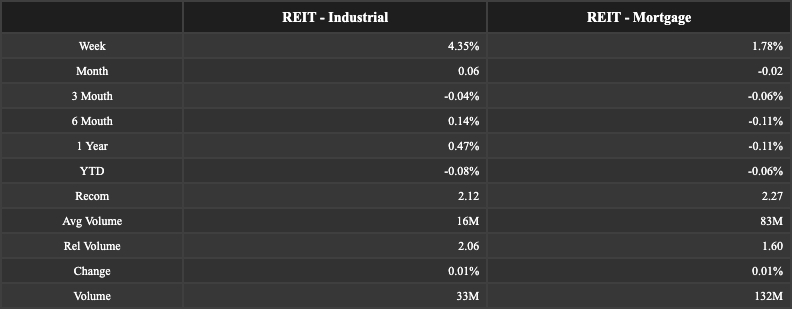 REIT - Industrial REIT - Mortgage
Week 4.35% 1.78%
Month 0.06 -0.02
3 Mouth -0.04% -0.06%
6 Mouth 0.14% -0.11%
1 Year 0.47% -0.11%
YTD -0.08% -0.06%
Recom 2.12 2.27
Avg Volume 16M 83M
Rel Volume 2.06 1.60
Change 0.01% 0.01%
Volume 33M 132M